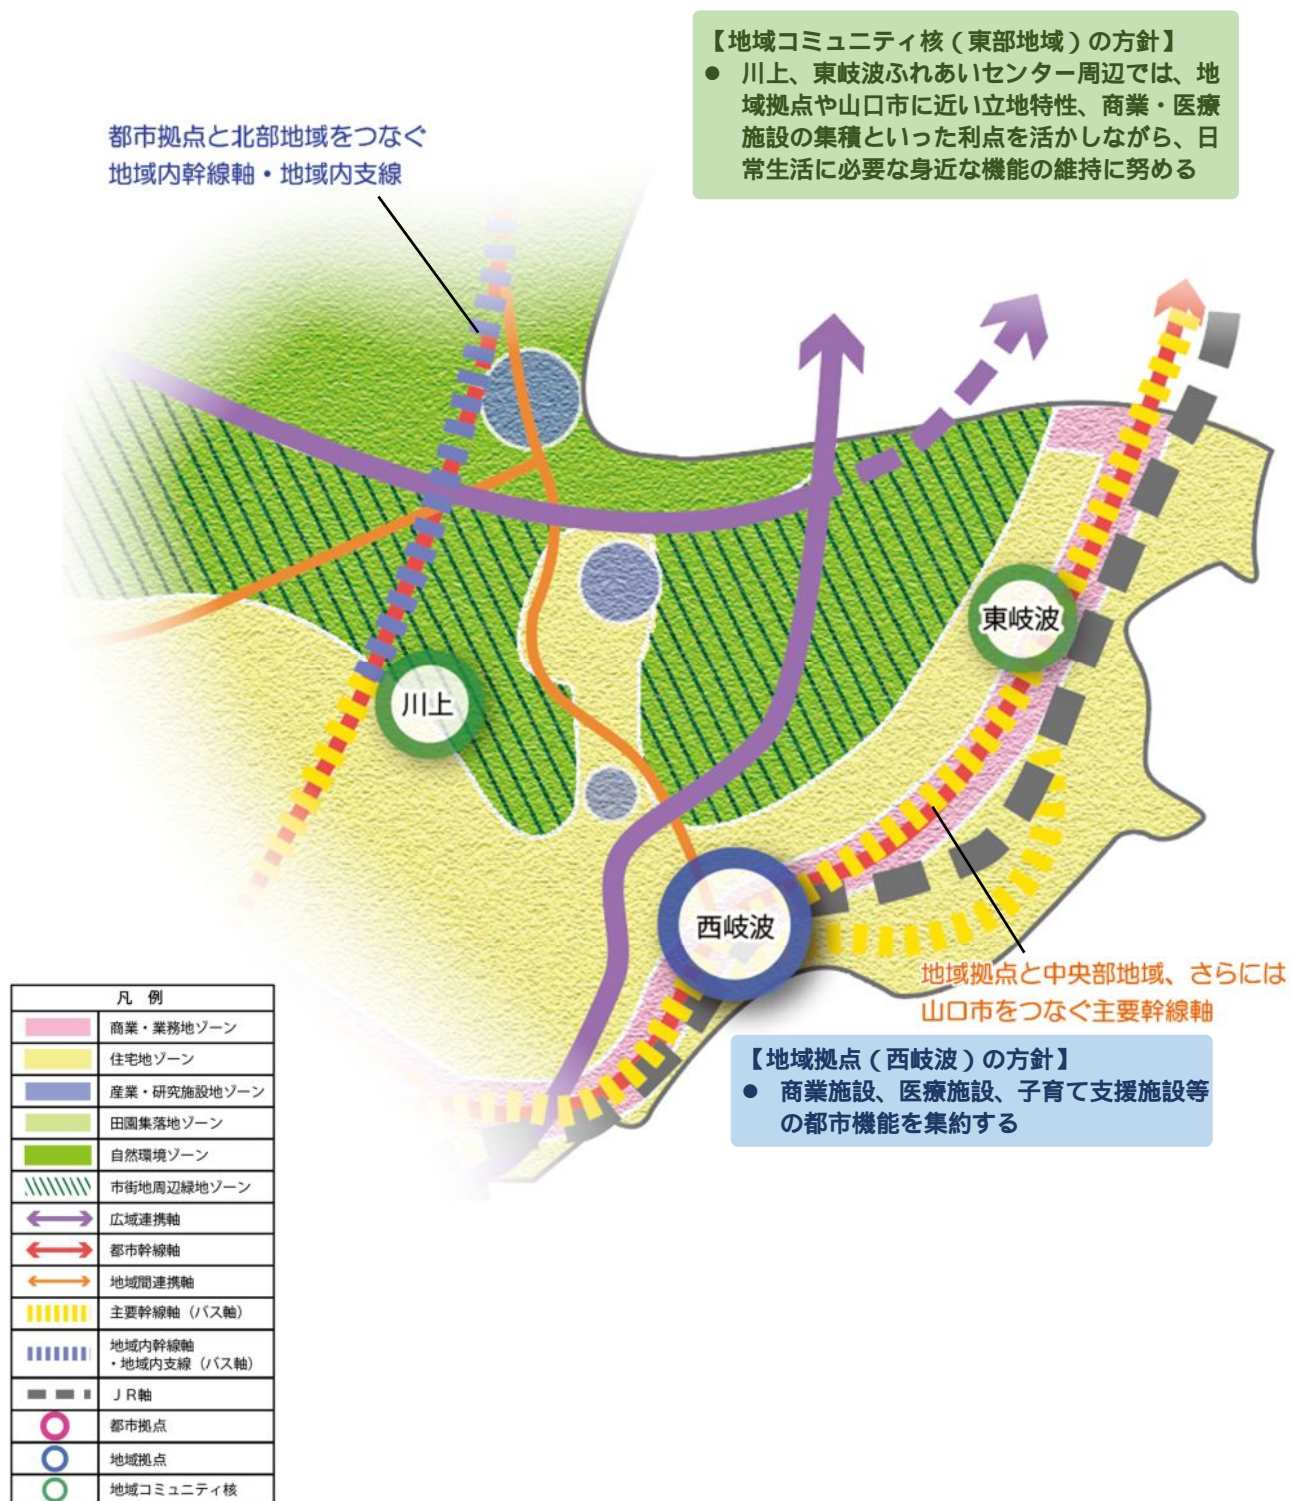 【地域コミュニティ核（東部地域）の方針】
● 川上、東岐波ふれあいセンター周辺では、地
域拠点や山口市に近い立地特性、商業・医療
施設の集積といった利点を活かしながら、日
常生活に必要な身近な機能の維持に努める
都市拠点と北部地域をつなぐ
地域内幹線軸・地域内支線
東岐波
川上
西岐波
地域拠点と中央部地域、さらには
山口市をつなぐ主要幹線軸
【地域拠点（西岐波）の方針】
● 商業施設、医療施設、子育て支援施設等
の都市機能を集約する
凡 例
商業・業務地ゾーン
住宅地ゾーン
産業・研究施設地ゾーン
田園集落地ゾーン
自然環境ゾーン
市街地周辺緑地ゾーン
広域連携軸
都市幹線軸
地域間連携軸
主要幹線軸（バス軸）
地域内幹線軸
・地域内支線（バス軸）
ＪＲ軸
都市拠点
地域拠点
地域コミュニティ核